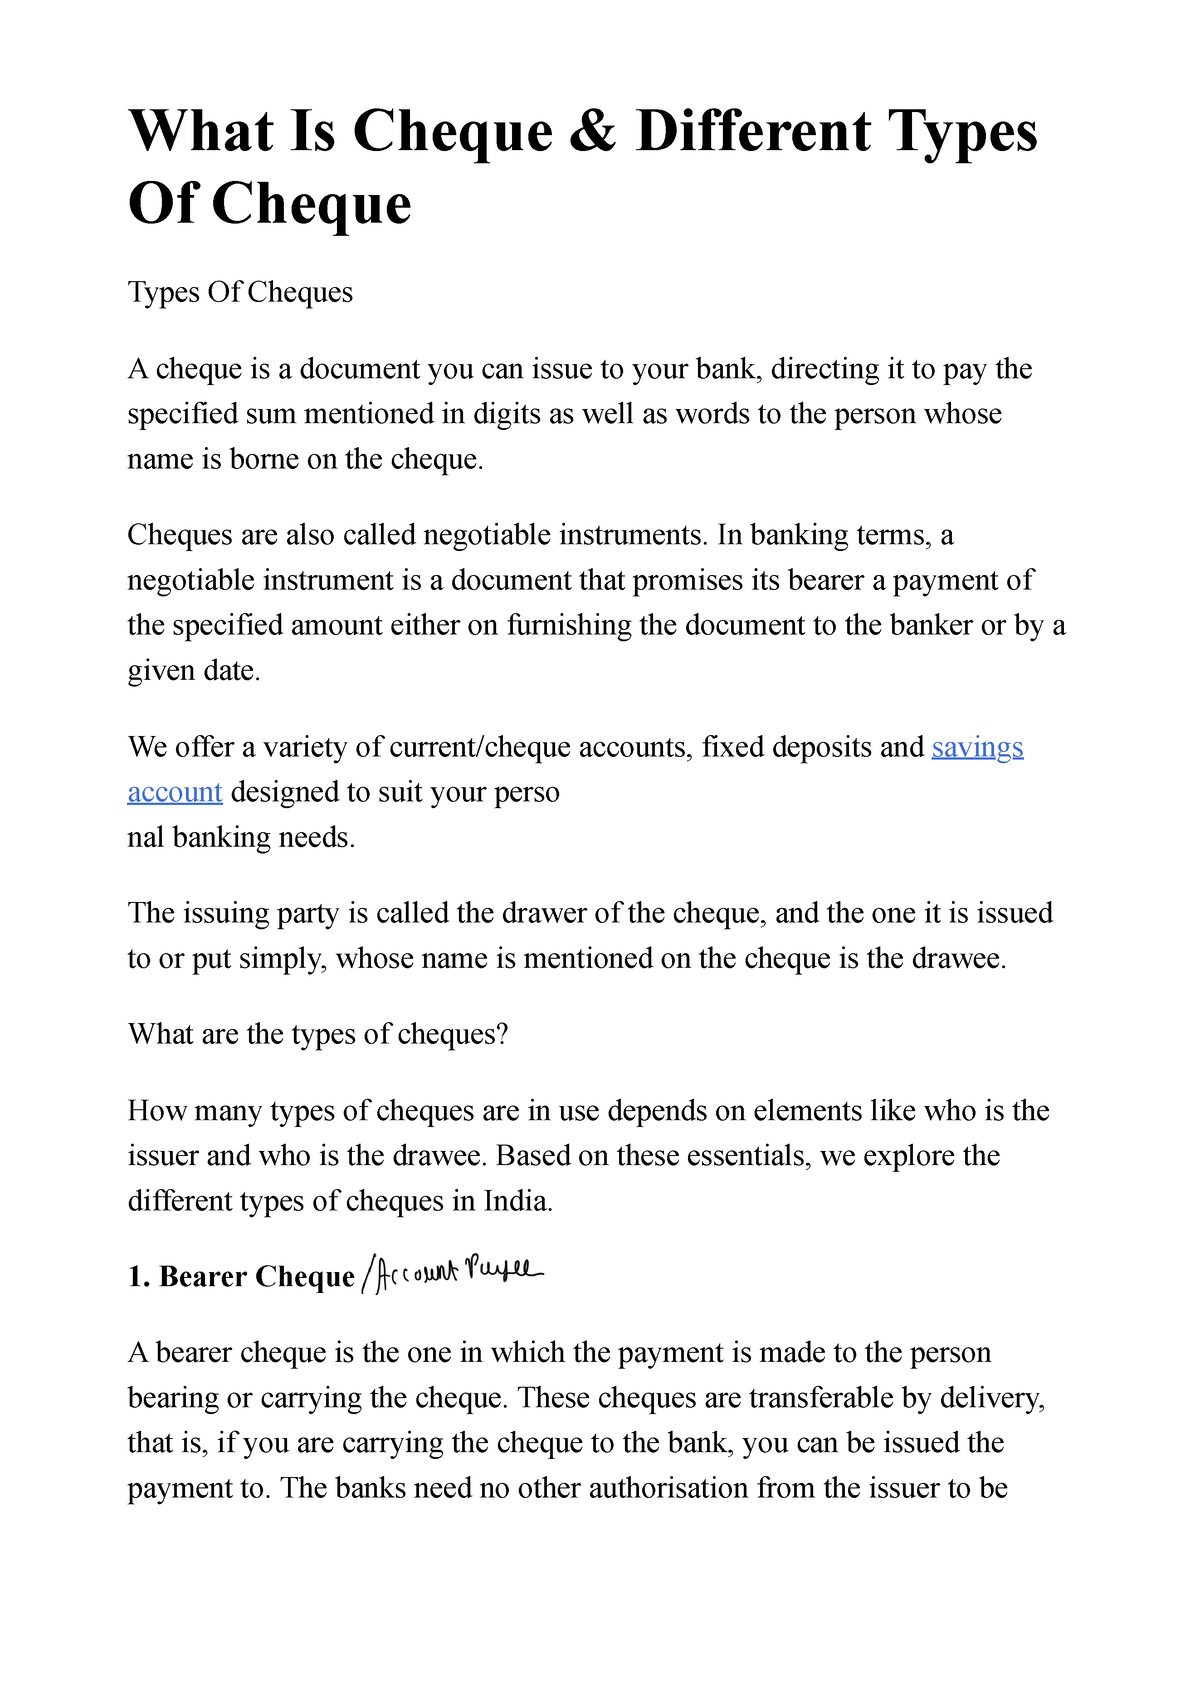 What Is Cheque & Different Types
Of Cheque
Types Of Cheques
A cheque is a document you can issue to your bank, directing it to pay the
specified sum mentioned in digits as well as words to the person whose
name is borne on the cheque.
Cheques are also called negotiable instruments. In banking terms, a
negotiable instrument is a document that promises its bearer a payment of
the specified amount either on furnishing the document to the banker or by a
given date.
We offer a variety of current/cheque accounts, fixed deposits and savings
account designed to suit your perso
nal banking needs.
The issuing party is called the drawer of the cheque, and the one it is issued
to or put simply, whose name is mentioned on the cheque is the drawee.
What are the types of cheques?
How many types of cheques are in use depends on elements like who is the
issuer and who is the drawee. Based on these essentials, we explore the
different types of cheques in India.
1. Bearer Cheque /Account Payee
A bearer cheque is the one in which the payment is made to the person
bearing or carrying the cheque. These cheques are transferable by delivery,
that is, if you are carrying the cheque to the bank, you can be issued the
payment to. The banks need no other authorisation from the issuer to be